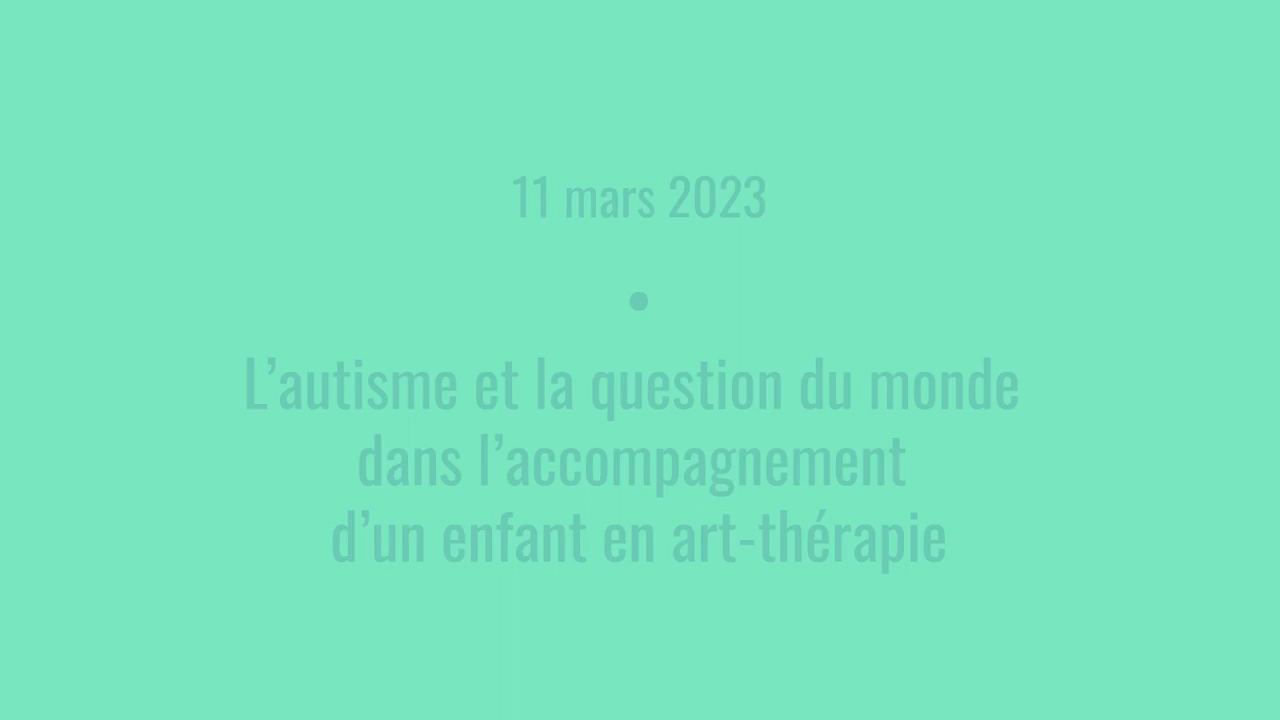 11 mars 2023
•
L’autisme et la question du monde
dans l’accompagnement
d’un enfant en art-thérapie